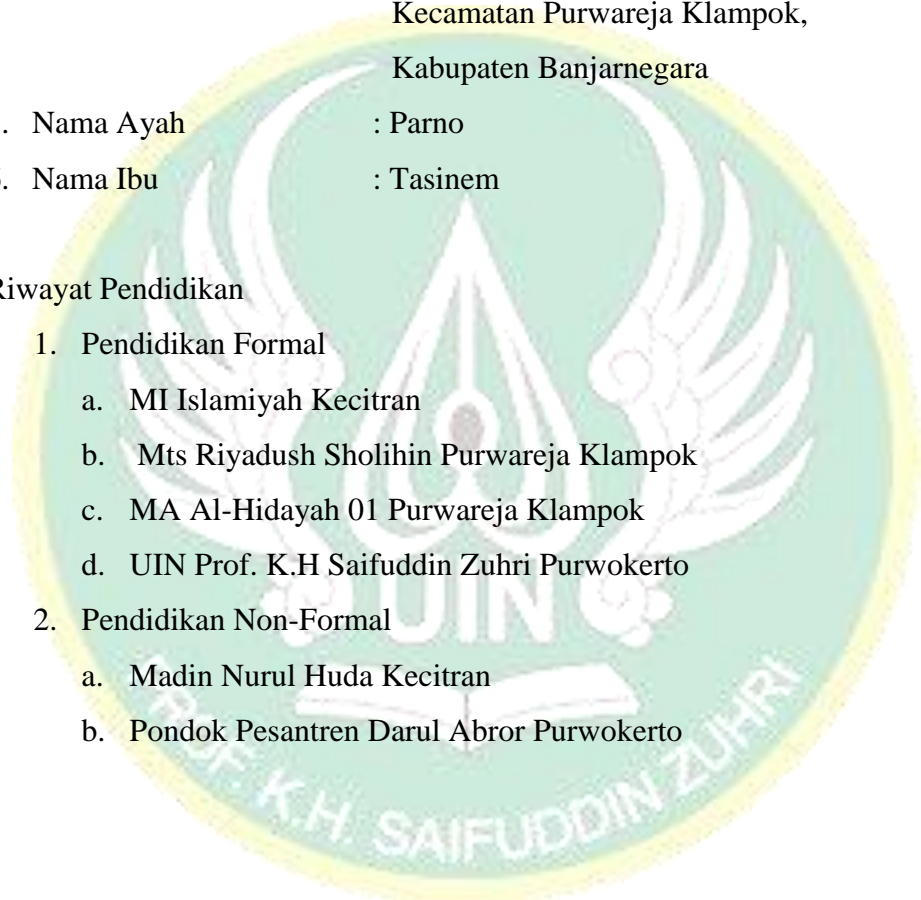 Kecamatan Purwareja Klampok,
Kabupaten Banjarnegara
. Nama Ayah : Parno
. Nama Ibu : Tasinem
Riwayat Pendidikan
1. Pendidikan Formal
a. MI Islamiyah Kecitran
b. Mts Riyadush Sholihin Purwareja Klampok
c. MA Al-Hidayah 01 Purwareja Klampok
d. UIN Prof. K.H Saifuddin Zuhri Purwokerto
2. Pendidikan Non-Formal
a. Madin Nurul Huda Kecitran
b. Pondok Pesantren Darul Abror Purwokerto
UIN
PROF. K.H. SAIFUDDIN ZUHRI